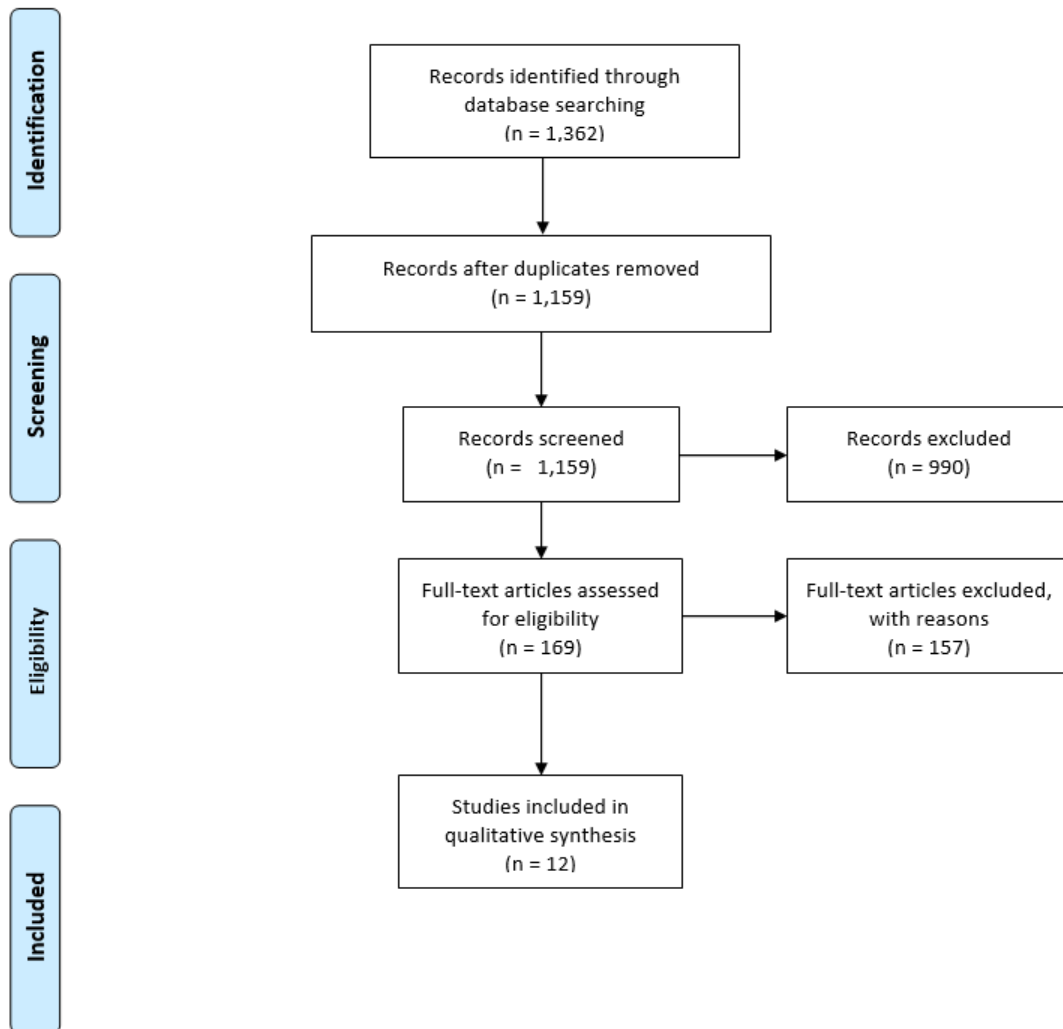 Identification
Records identified through
database searching
(n = 1,362)
Records after duplicates removed
(n = 1,159)
Screening
Records screened
(n =   1,159)
Records excluded
(n = 990)
Eligibility
Full-text articles assessed
for eligibility
(n = 169)
Full-text articles excluded,
with reasons
(n = 157)
Included
Studies included in
qualitative synthesis
(n = 12)